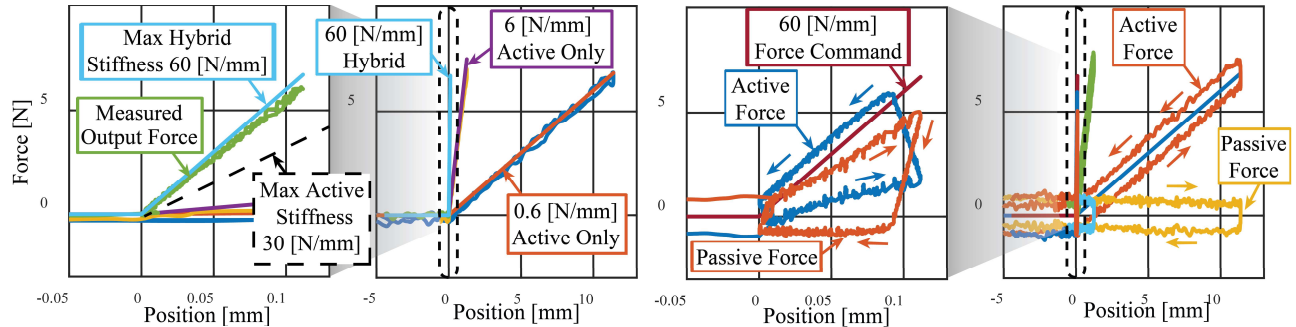 Max Hybrid
Stiffness 60 [N/mm]
Measured
Output Force
Max Active
Stiffness
30 [N/mm]
Force [N]
5
0
-0.05
0
0.05
0.1
Position [mm]
60 [N/mm]
Hybrid
6 [N/mm]
Active Only
0.6 [N/mm]
Active Only
5
-5
0
5
10
Position [mm]
60 [N/mm]
Force Command
Active
Force
Passive Force
5
0
-0.05
0
0.05
0.1
Position [mm]
Active
Force
Passive
Force
5
0
-5
0
5
10
Position [mm]